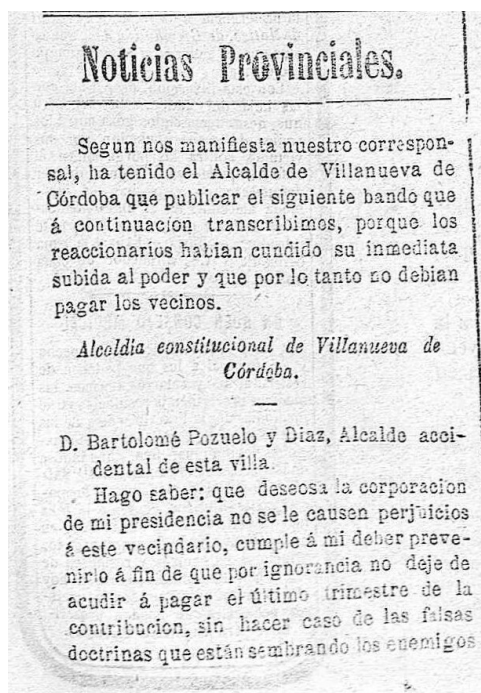 Noticias Provinciales.
Segun nos manifiesta nuestro correspon-
sal, ha tenido el Alcalde de Villanueva de
Córdoba que publicar el siguiente bando que
á continuacion transcribimos, porque los
reaccionarios habian cundido su inmediata
subida al poder y que por lo tanto no debian
pagar los vecinos.
Alcaldia constitucional de Villanueva de
Córdoba.
D. Bartolomé Pozuelo y Diaz, Alcalde acci-
dental de esta villa.
Hago saber: que deseosa la corporacion
de mi presidencia no se le causen perjuicios
á este vecindario, cumple á mi deber preve-
nirlo á fin de que por ignorancia no deje de
acudir á pagar el último trimestre de la
contribucion, sin hacer caso de las falsas
doctrinas que están sembrando los enemigos